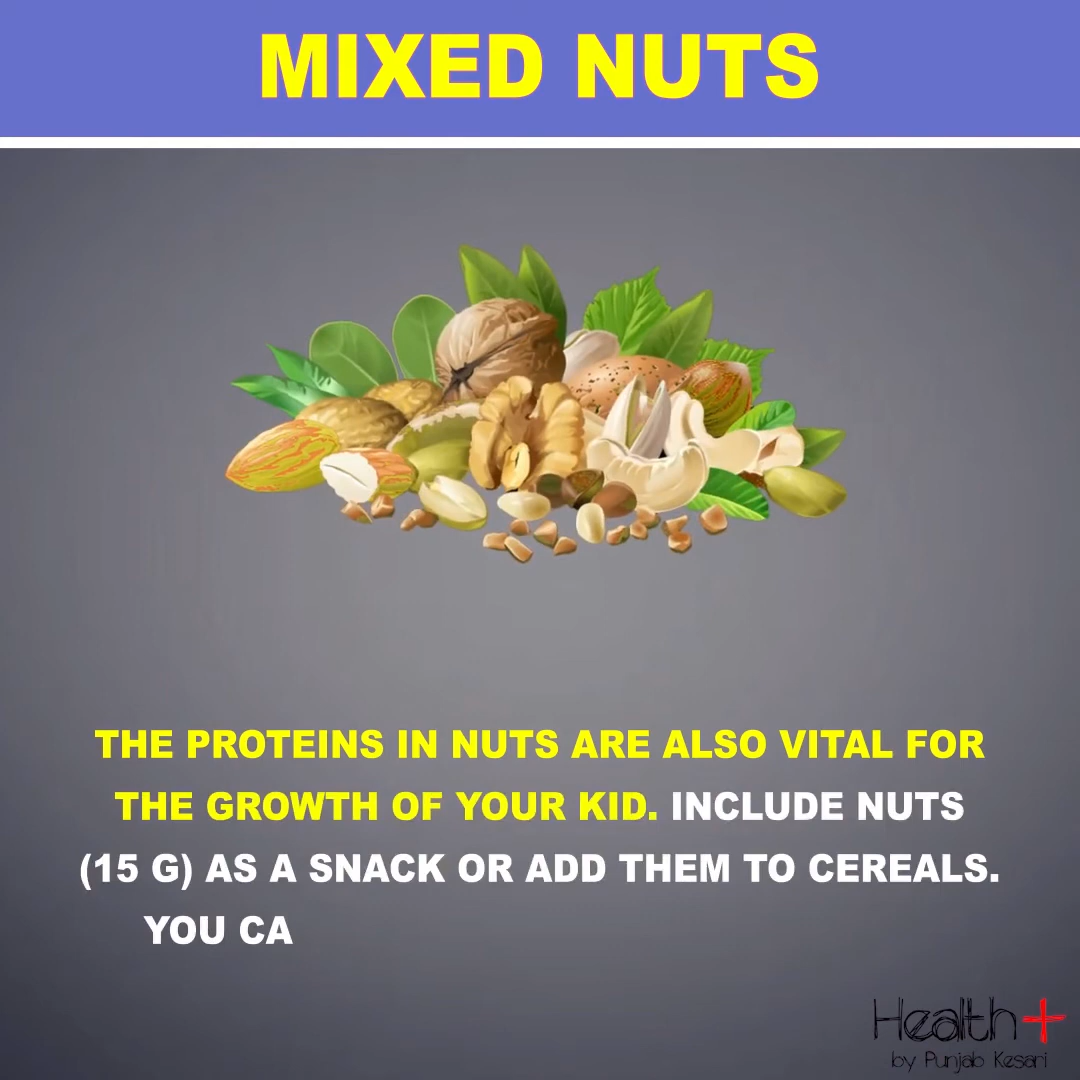 MIXED NUTS
THE PROTEINS IN NUTS ARE ALSO VITAL FOR
THE GROWTH OF YOUR KID. INCLUDE NUTS
(15 G) AS A SNACK OR ADD THEM TO CEREALS.
YOU CA
Health+
by Punjab Kesari